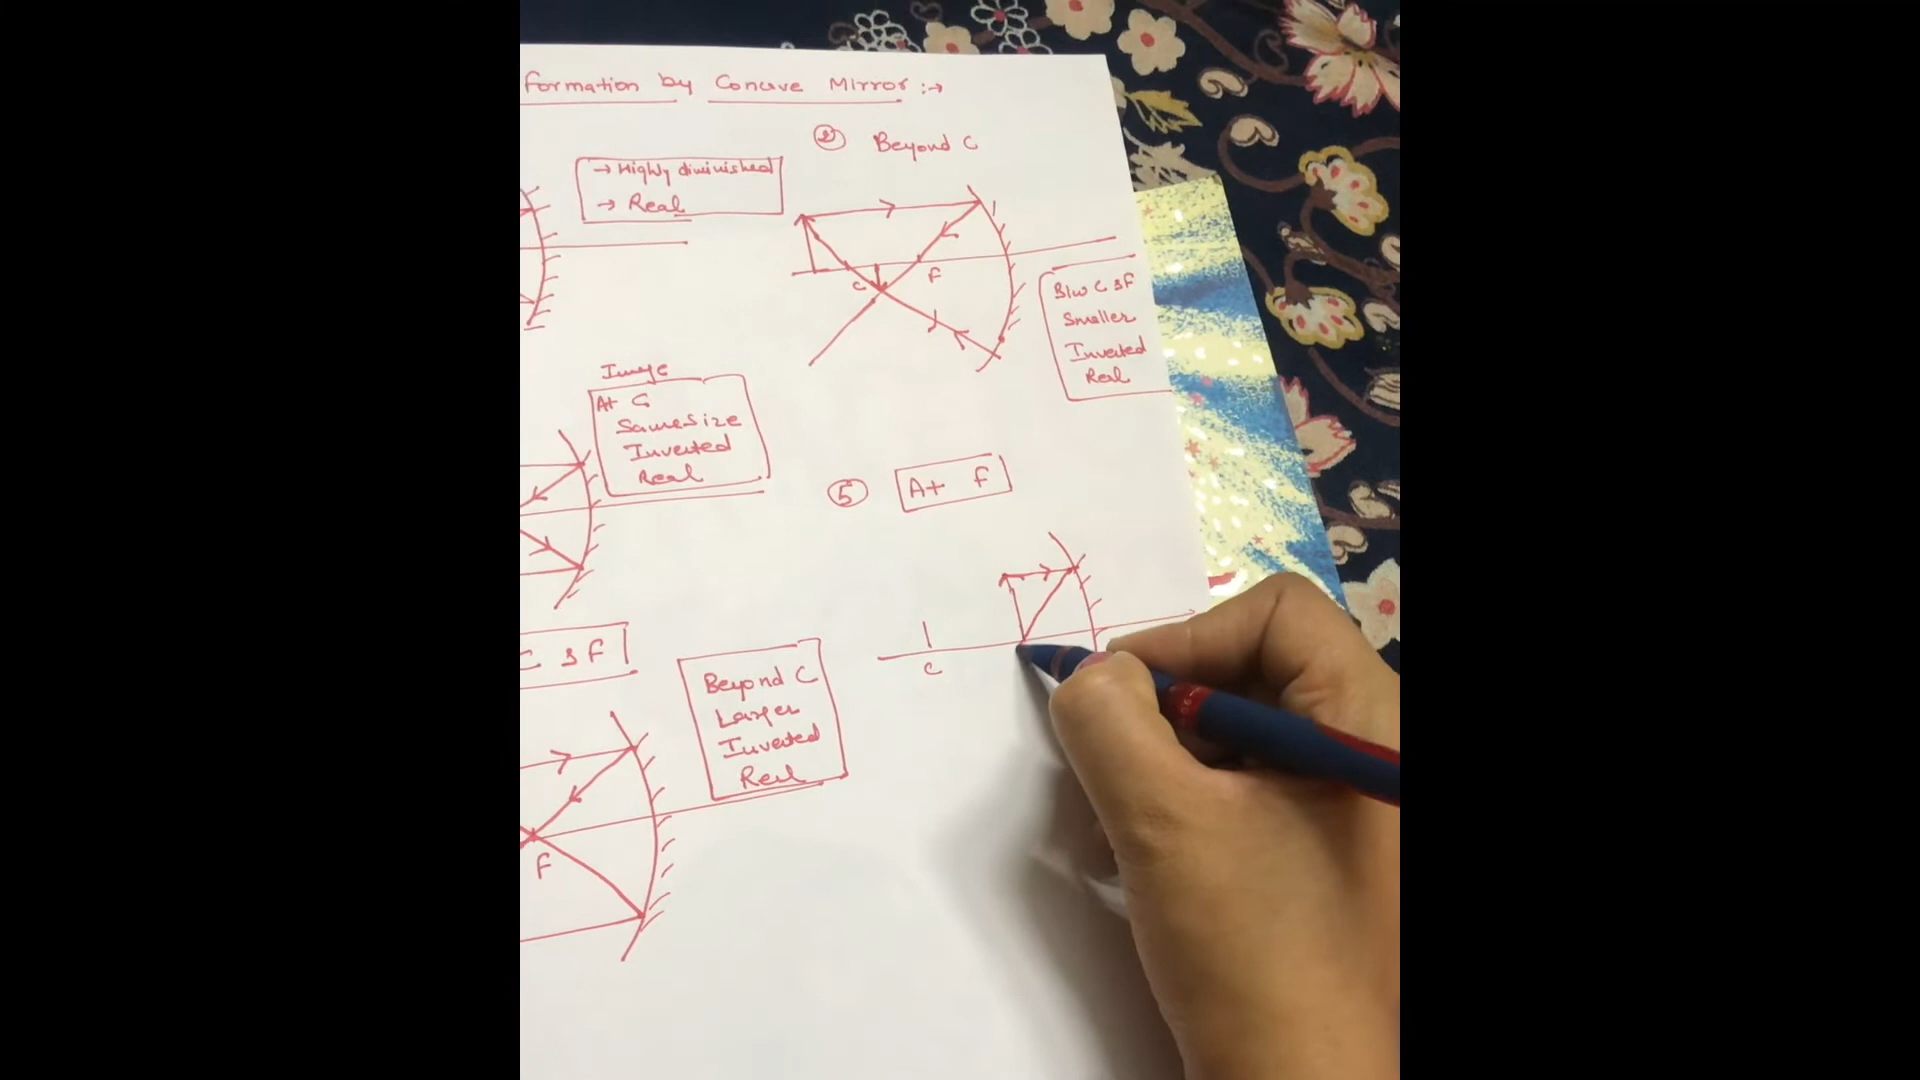 formation by Concave Mirror :→
② Beyond C
→ Highly diminished
→ Real
C
F
B/w C & F
Smaller
Inverted
Real
Image
At C
Same size
Inverted
Real
⑤ At F
C & F
Beyond C
Larger
Inverted
Real
C
F